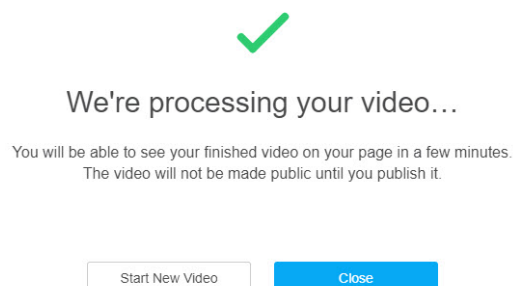 We're processing your video…
You will be able to see your finished video on your page in a few minutes.
The video will not be made public until you publish it.
Start New Video
Close